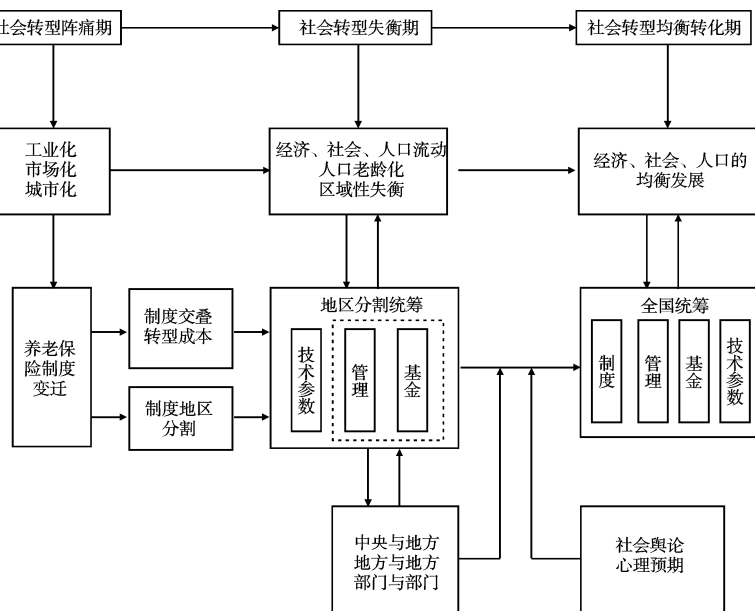 社会转型阵痛期
社会转型失衡期
社会转型均衡转化期
工业化
市场化
城市化
经济、社会、人口流动
人口老龄化
区域性失衡
经济、社会、人口的
均衡发展
养老保
险制度
变迁
制度交叠
转型成本
制度地区
分割
地区分割统筹
技术参数
管理
基金
全国统筹
制度
管理
基金
技术参数
中央与地方
地方与地方
部门与部门
社会舆论
心理预期